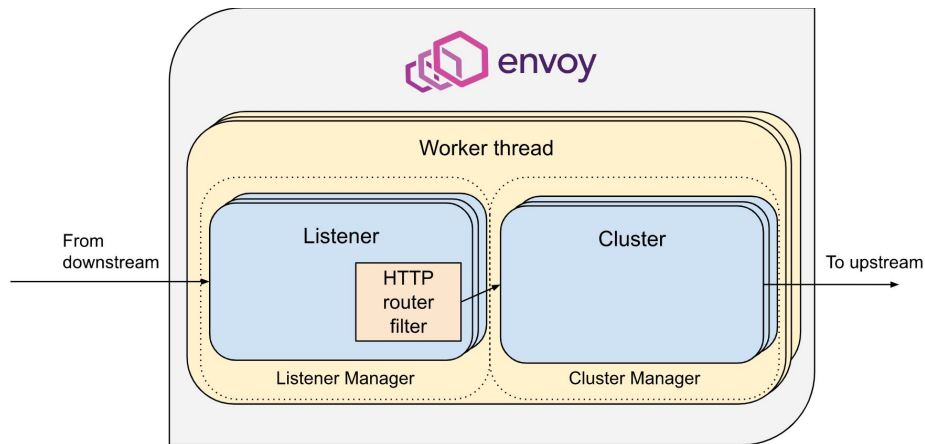 envoy
Worker thread
Listener
Cluster
From
downstream
To upstream
HTTP
router
filter
Listener Manager
Cluster Manager